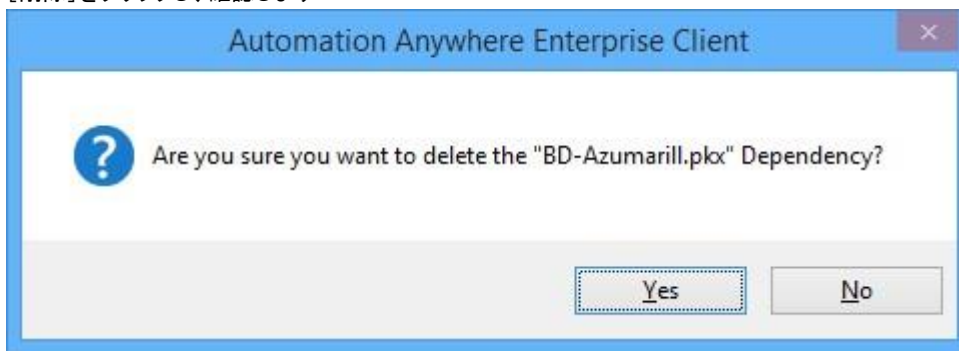 Automation Anywhere Enterprise Client
Are you sure you want to delete the "BD-Azumarill.pkx" Dependency?
Yes
No